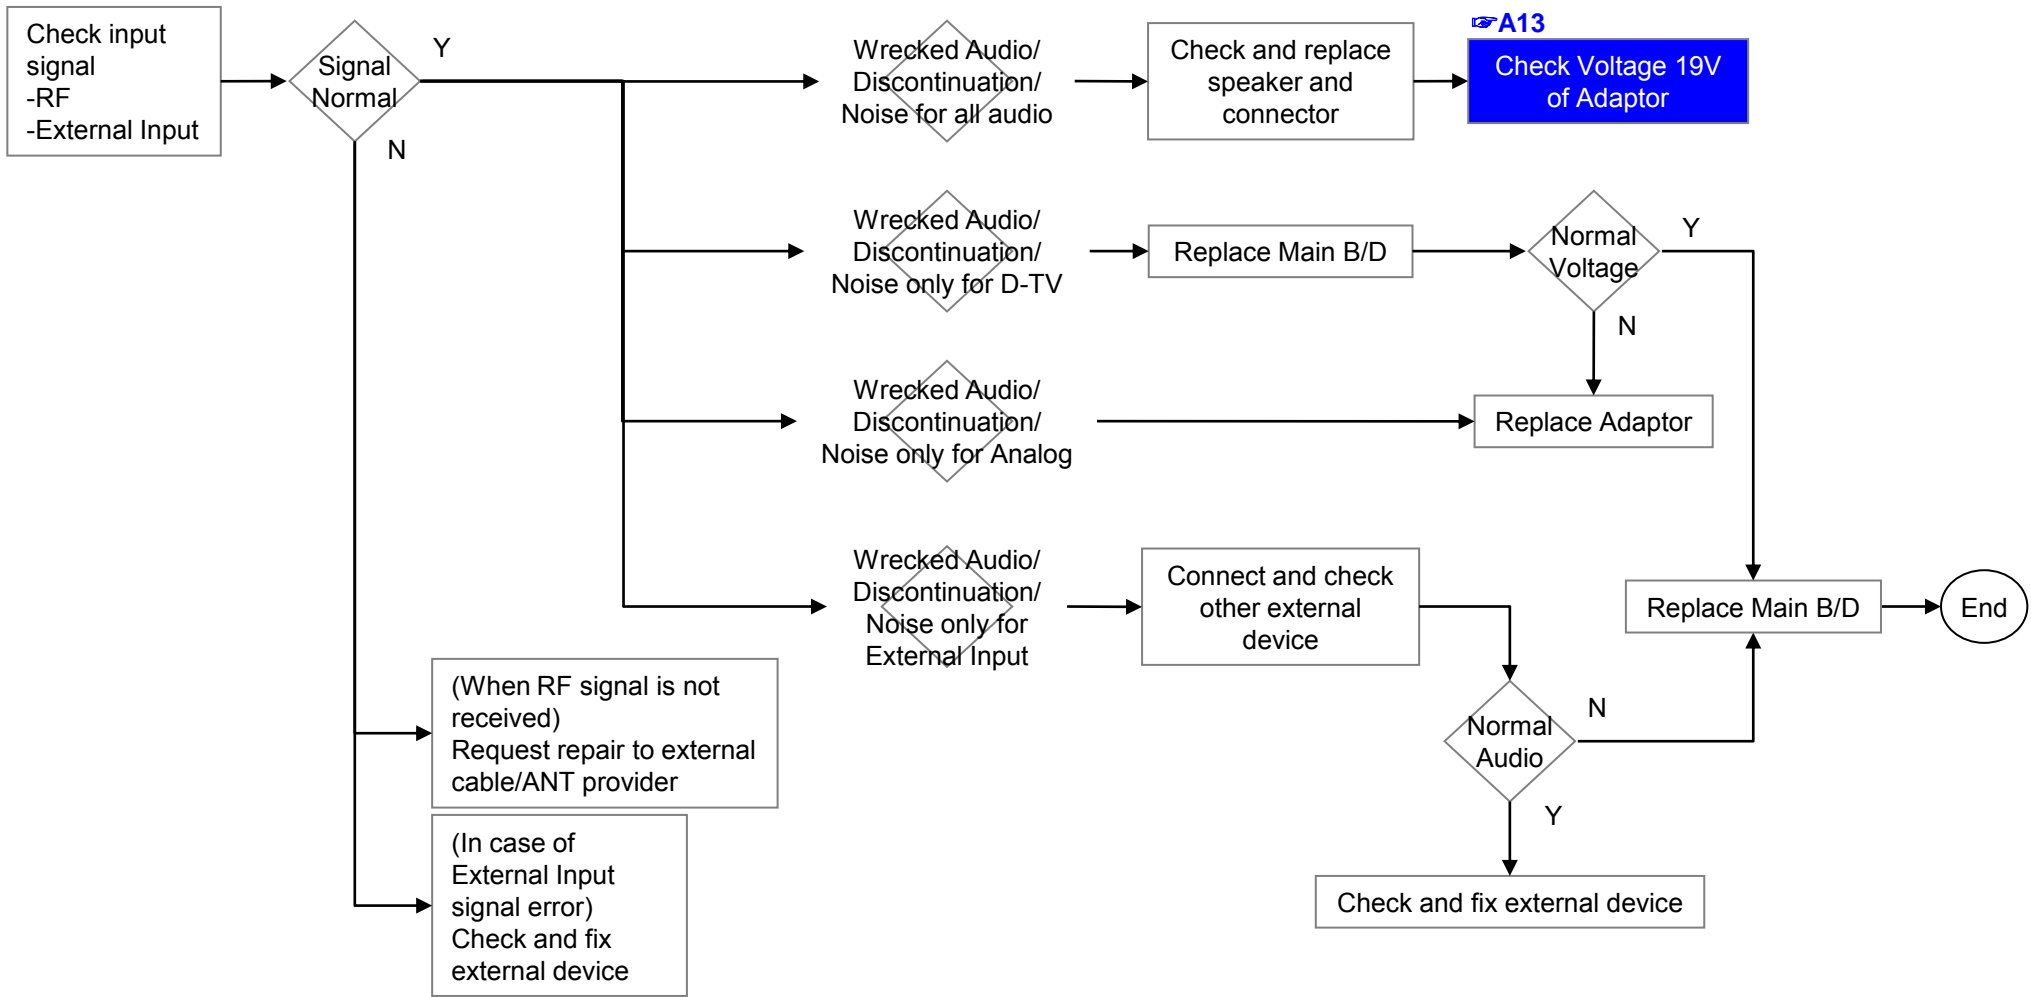 Check input
signal
-RF
-External Input
Signal
Normal
Y
N
Wrecked Audio/
Discontinuation/
Noise for all audio
Check and replace
speaker and
connector
☞A13
Check Voltage 19V
of Adaptor
Wrecked Audio/
Discontinuation/
Noise only for D-TV
Replace Main B/D
Normal
Voltage
Y
N
Wrecked Audio/
Discontinuation/
Noise only for Analog
Replace Adaptor
Wrecked Audio/
Discontinuation/
Noise only for
External Input
Connect and check
other external
device
Replace Main B/D
End
Normal
Audio
N
Y
Check and fix external device
(When RF signal is not
received)
Request repair to external
cable/ANT provider
(In case of
External Input
signal error)
Check and fix
external device